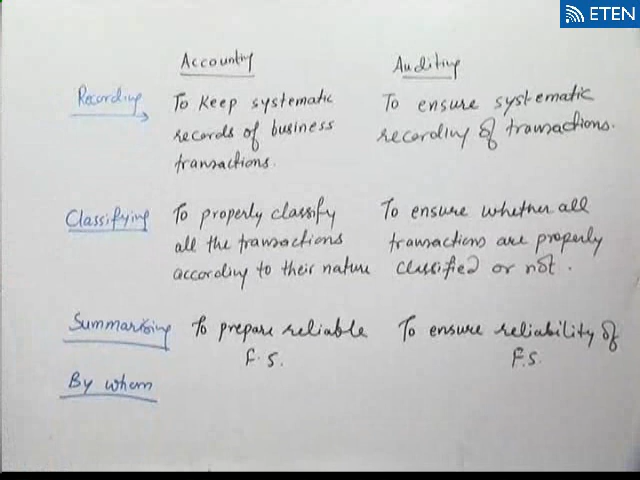 ETEN
Accounting
Auditing
Recording
To Keep systematic
records of business
transactions.
To ensure systematic
recording of transactions.
Classifying
To properly classify
all the transactions
according to their nature
To ensure whether all
transactions are properly
classified or not.
Summarising
To prepare reliable
F.S.
To ensure reliability of
F.S.
By whom